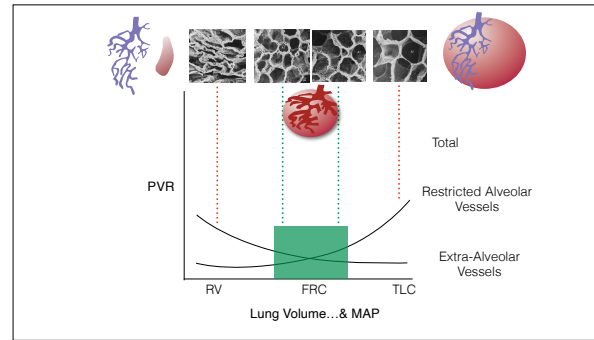 Total
PVR
Restricted Alveolar
Vessels
Extra-Alveolar
Vessels
RV
FRC
TLC
Lung Volume...& MAP